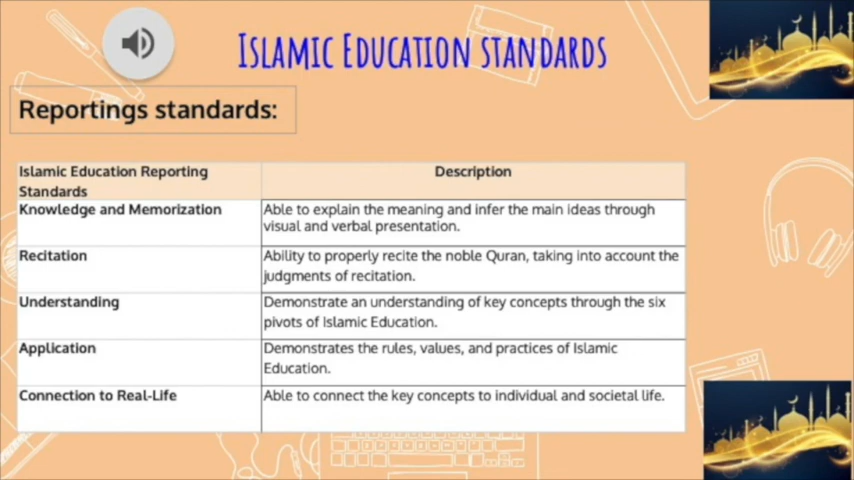 Islamic Education standards
Reportings standards:
Islamic Education Reporting
Standards
Description
Knowledge and Memorization
Able to explain the meaning and infer the main ideas through
visual and verbal presentation.
Recitation
Ability to properly recite the noble Quran, taking into account the
judgments of recitation.
Understanding
Demonstrate an understanding of key concepts through the six
pivots of Islamic Education.
Application
Demonstrates the rules, values, and practices of Islamic
Education.
Connection to Real-Life
Able to connect the key concepts to individual and societal life.